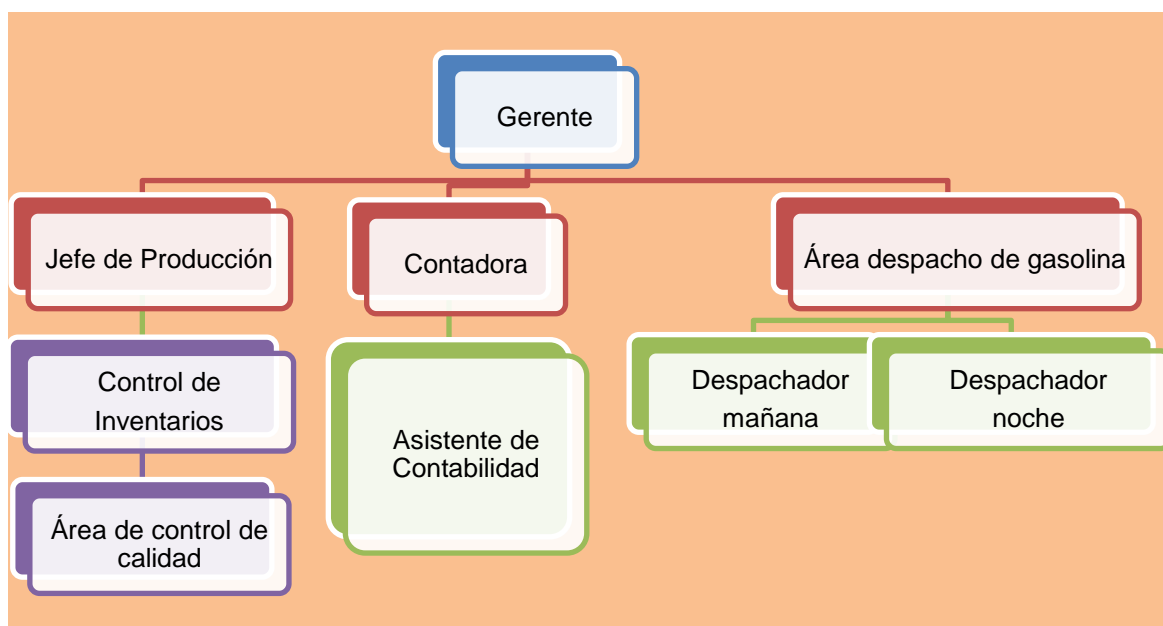 Gerente
Jefe de Producción
Contadora
Área despacho de gasolina
Control de
Inventarios
Asistente de
Contabilidad
Despachador
mañana
Despachador
noche
Área de control de
calidad